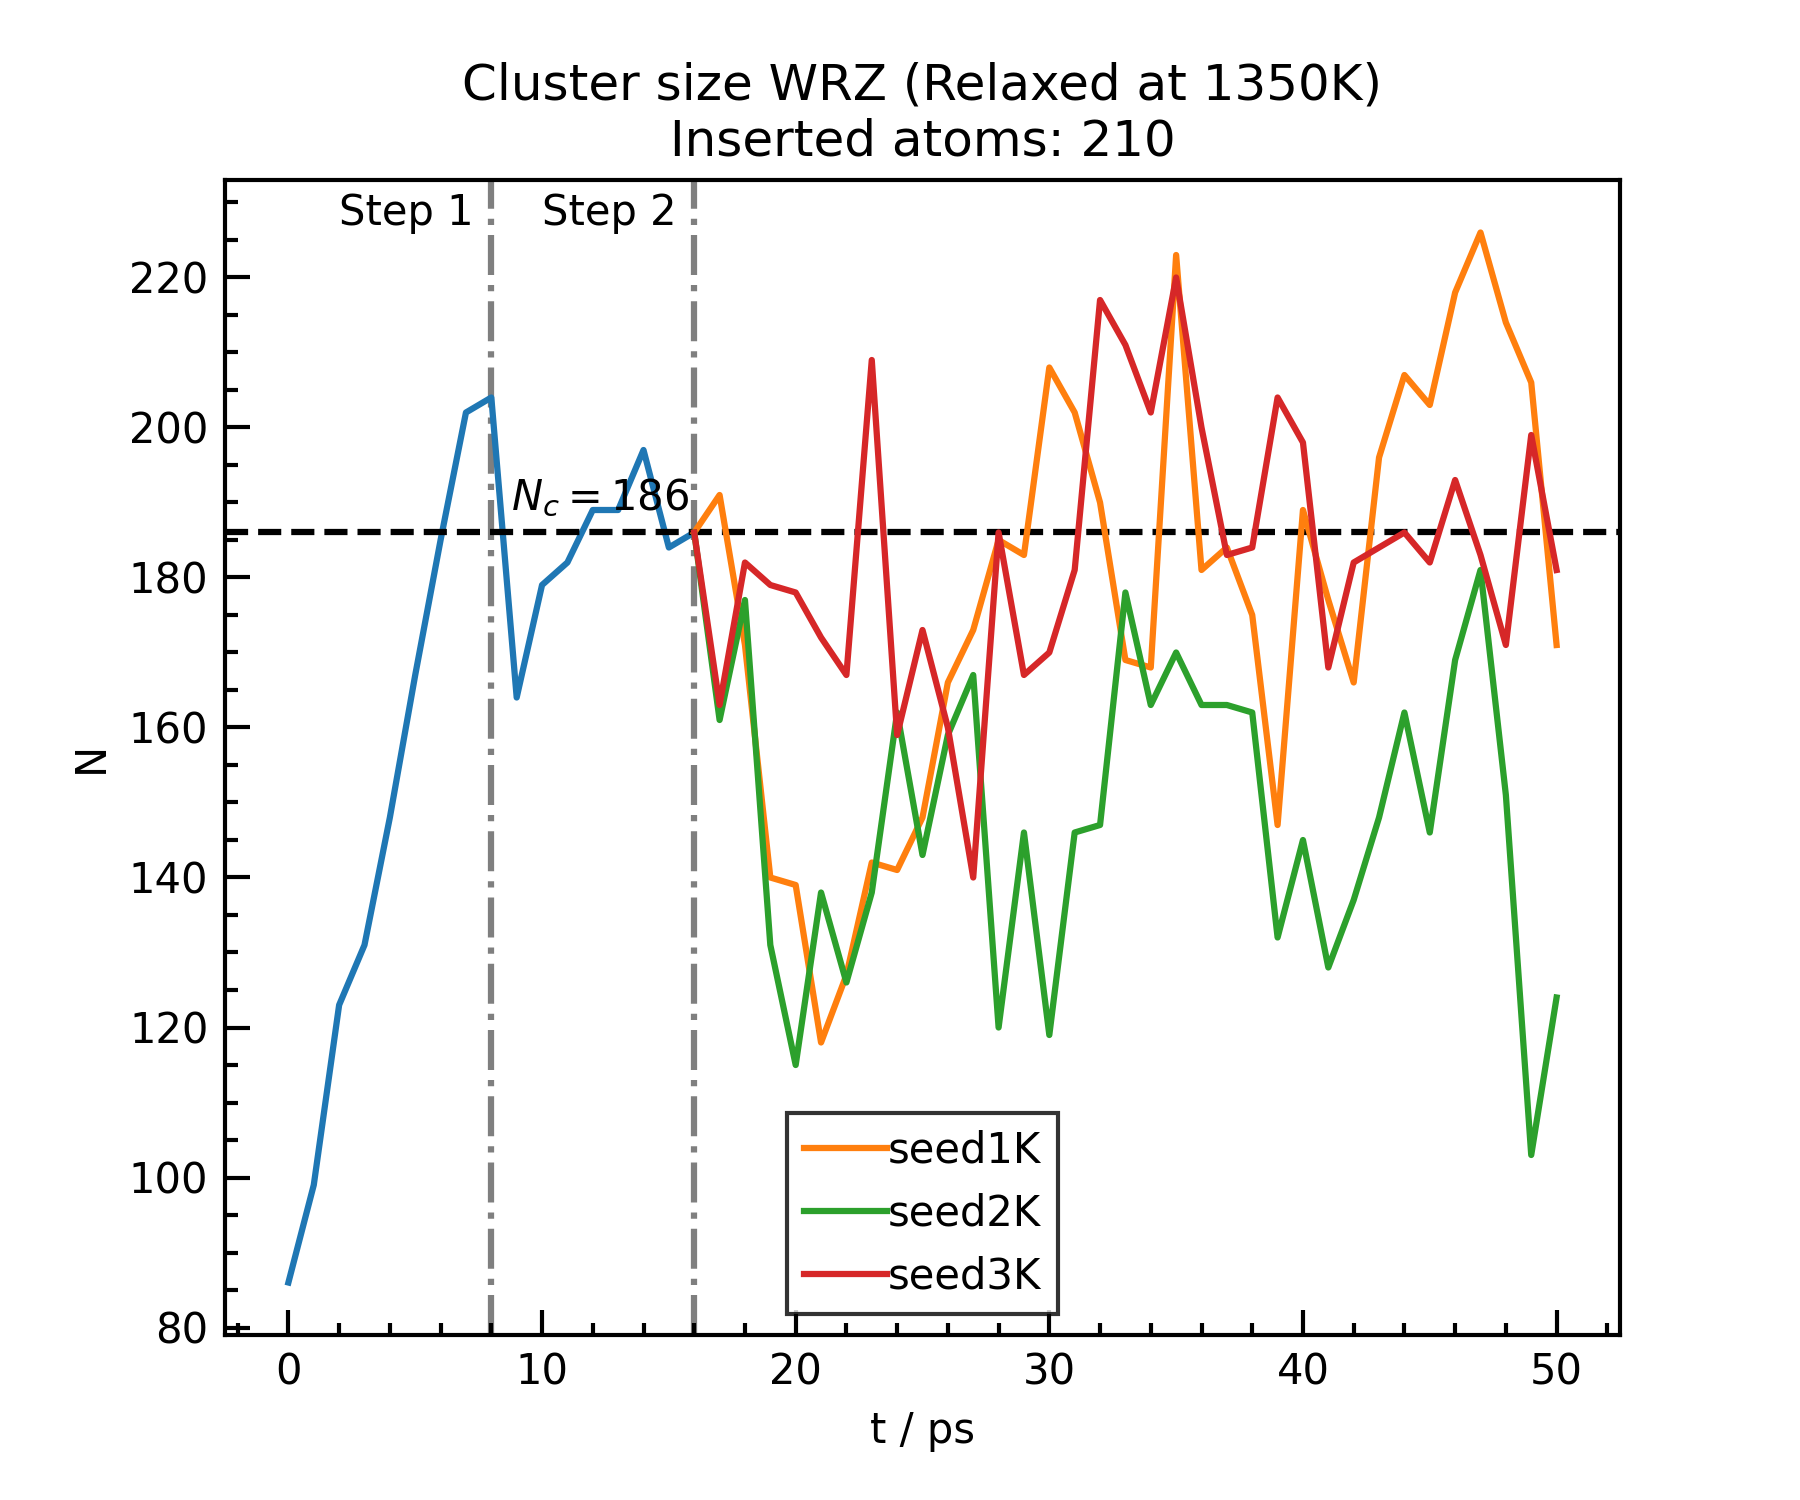 Cluster size WRZ (Relaxed at 1350K)
Inserted atoms: 210
Step 1
Step 2
220
200
180
160
140
120
100
80
N
N_c = 186
seed1K
seed2K
seed3K
0
10
20
30
40
50
t / ps